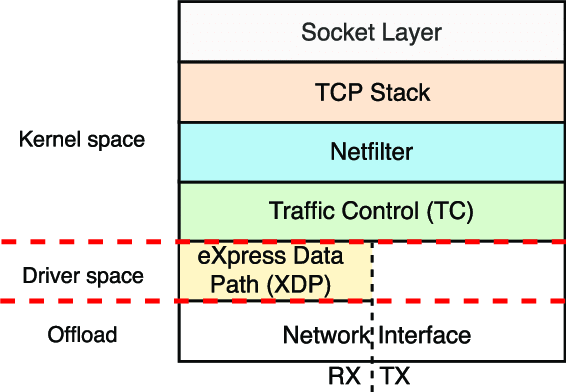 Socket Layer
TCP Stack
Kernel space
Netfilter
Traffic Control (TC)
eXpress Data
Path (XDP)
Driver space
Offload
Network Interface
RX TX